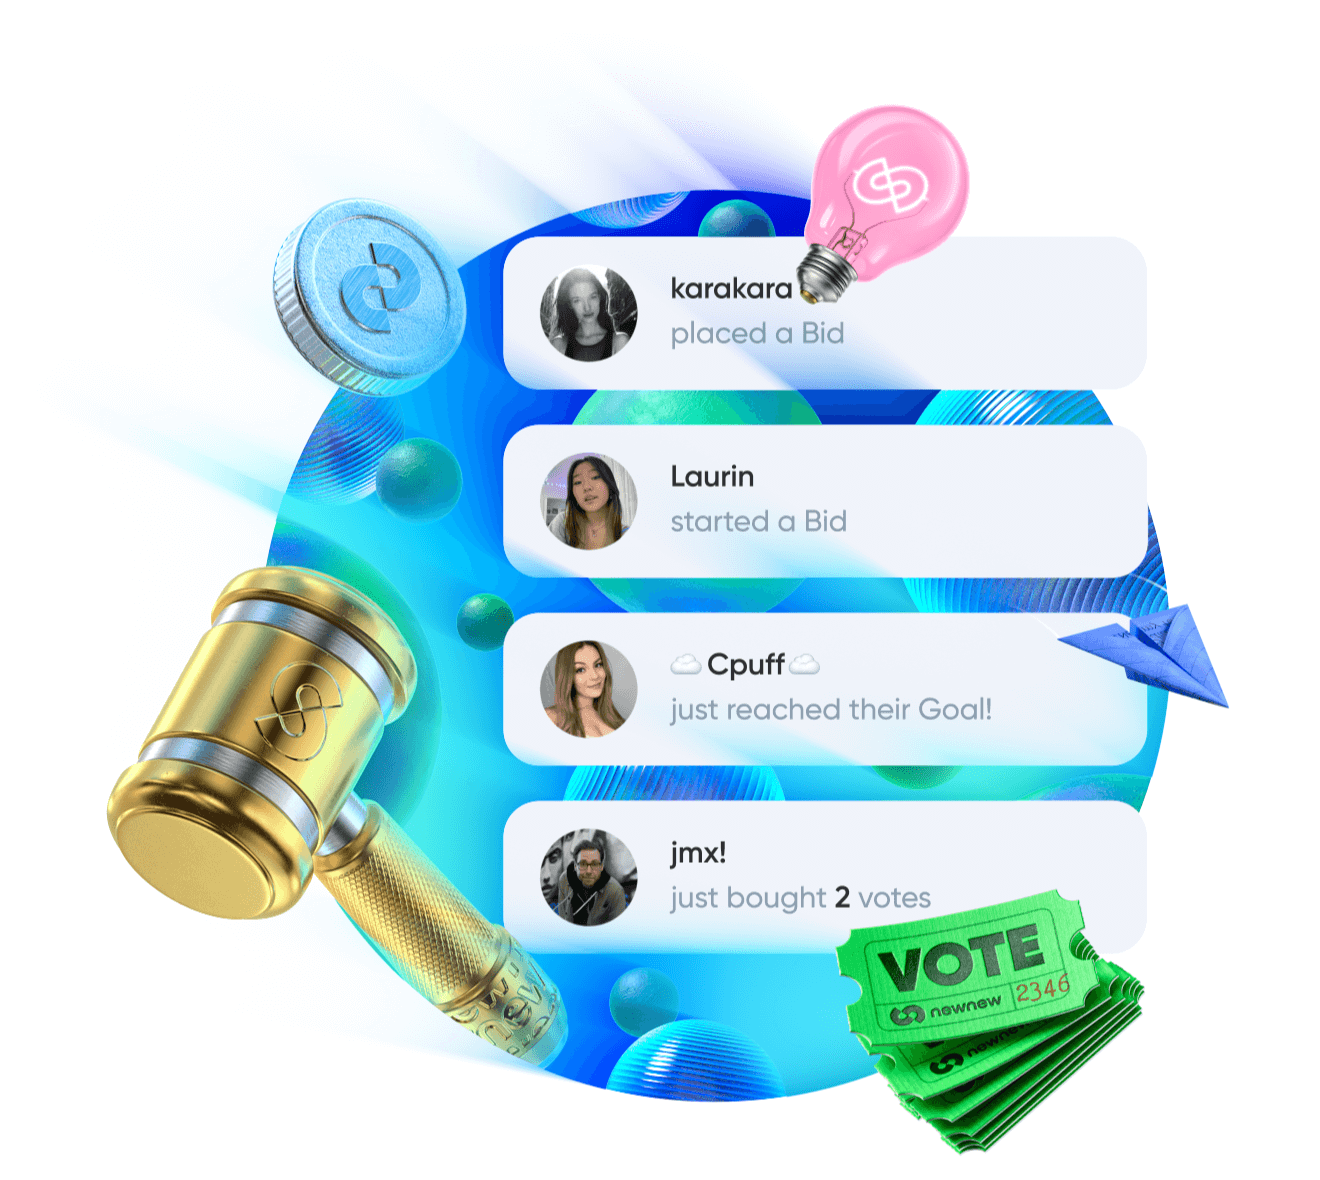 karakara
placed a Bid
Laurin
started a Bid
☁️ Cpuff ☁️
just reached their Goal!
jmx!
just bought 2 votes
VOTE
newnew
2346